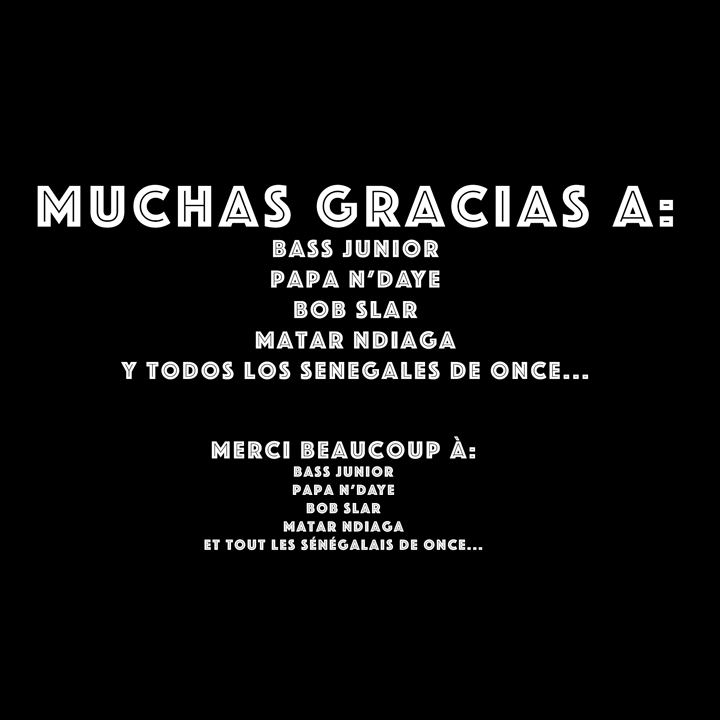 MUCHAS GRACIAS A:
BASS JUNIOR
PAPA N'DAYE
BOB SLAR
MATAR NDIAGA
Y TODOS LOS SENEGALES DE ONCE...
MERCI BEAUCOUP À:
BASS JUNIOR
PAPA N'DAYE
BOB SLAR
MATAR NDIAGA
ET TOUT LES SÉNÉGALAIS DE ONCE...